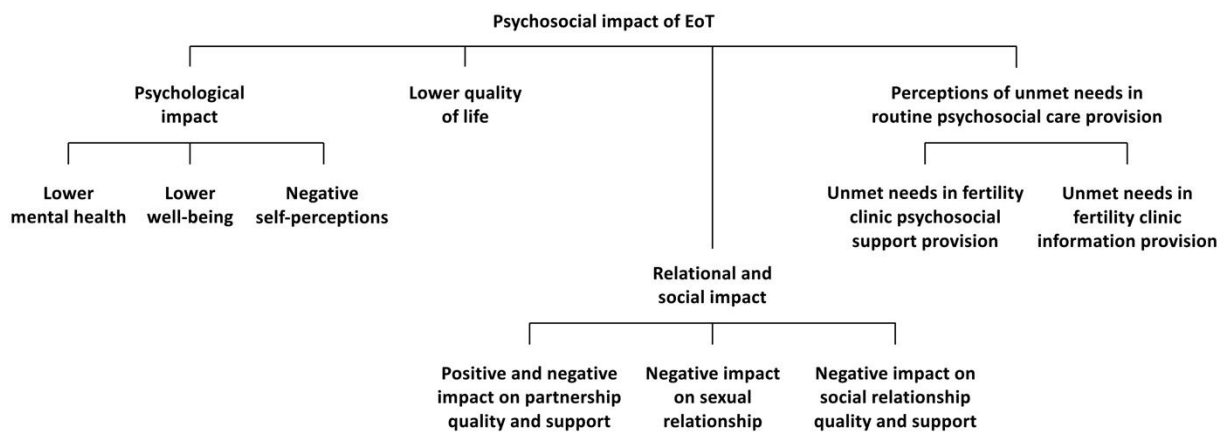 Psychosocial impact of EoT
Psychological
impact
Lower quality
of life
Perceptions of unmet needs in
routine psychosocial care provision
Lower
mental health
Lower
well-being
Negative
self-perceptions
Unmet needs in fertility
clinic psychosocial
support provision
Unmet needs in
fertility clinic
information provision
Relational and
social impact
Positive and negative
impact on partnership
quality and support
Negative impact
on sexual
relationship
Negative impact on
social relationship
quality and support